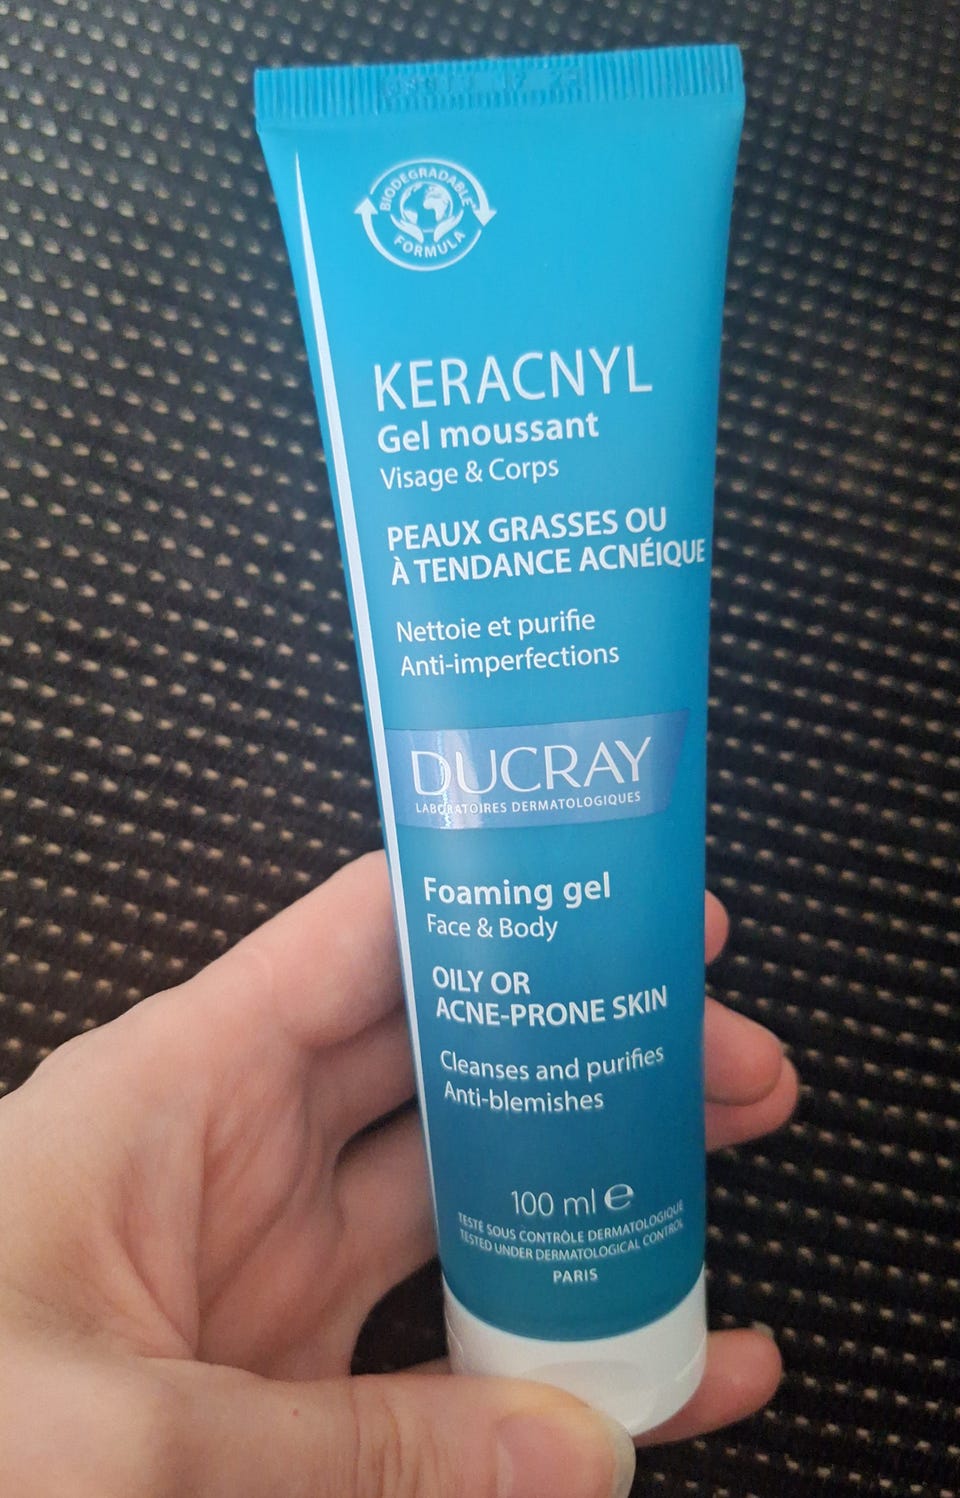 BIODEGRADABLE
FORMULA
KERACNYL
Gel moussant
Visage & Corps
PEAUX GRASSES OU
À TENDANCE ACNÉIQUE
Nettoie et purifie
Anti-imperfections
DUCRAY
LABORATOIRES DERMATOLOGIQUES
Foaming gel
Face & Body
OILY OR
ACNE-PRONE SKIN
Cleanses and purifies
Anti-blemishes
100 ml ℮
TESTÉ SOUS CONTRÔLE DERMATOLOGIQUE
TESTED UNDER DERMATOLOGICAL CONTROL
PARIS